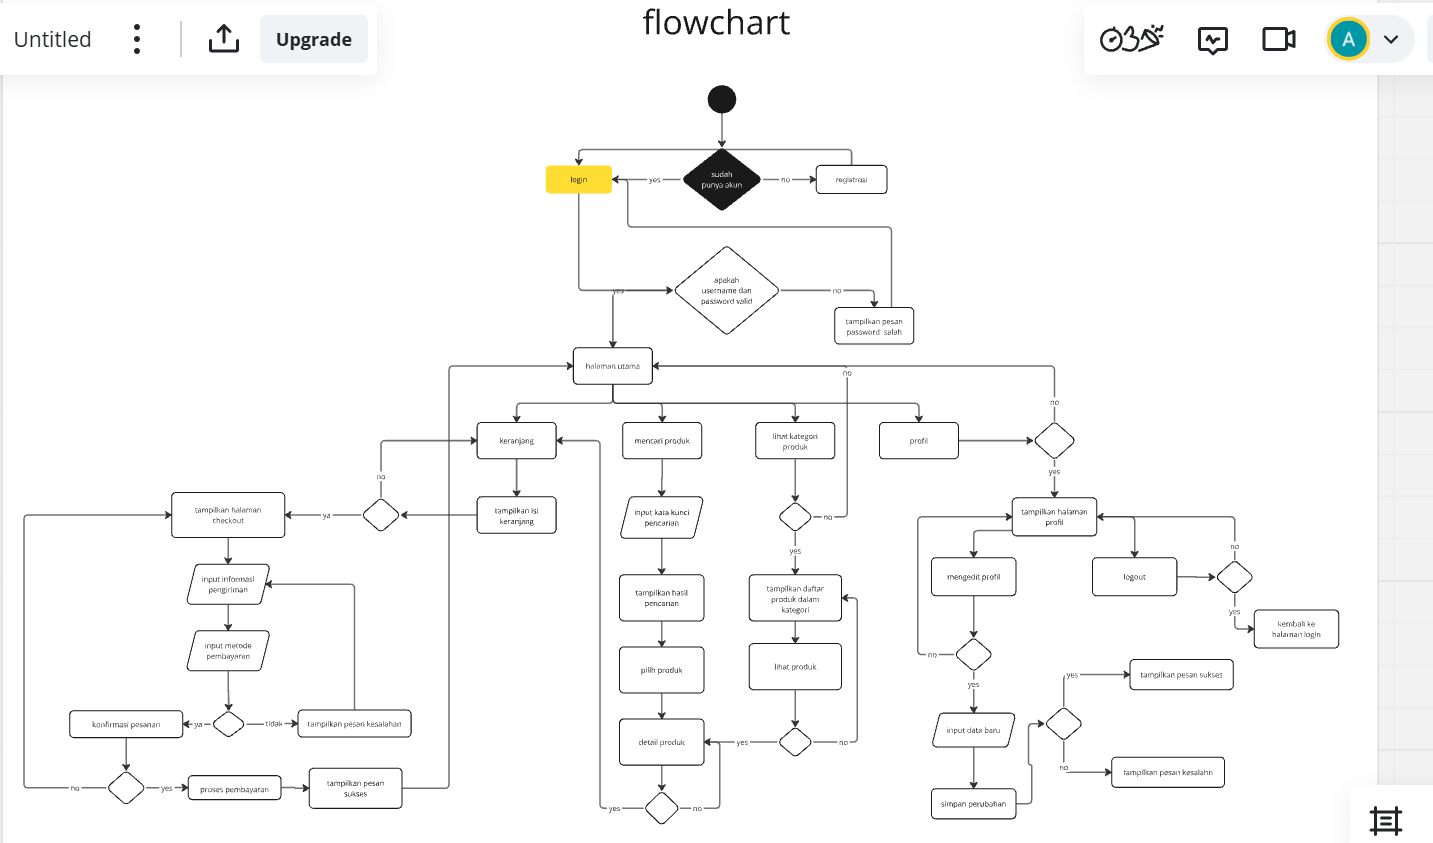 Untitled
Upgrade
flowchart
A
sudah
punya akun
login
yes
no
registrasi
apakah
username dan
password valid
yes
no
tampilkan pesan
password salah
halaman utama
no
no
keranjang
mencari produk
lihat kategori
produk
profil
no
yes
tampilkan halaman
checkout
ya
tampilkan isi
keranjang
input kata kunci
pencarian
no
tampilkan halaman
profil
yes
no
input informasi
pengiriman
tampilkan hasil
pencarian
tampilkan daftar
produk dalam
kategori
mengedit profil
logout
yes
kembali ke
halaman login
input metode
pembayaran
pilih produk
lihat produk
no
yes
tampilkan pesan sukses
yes
konfirmasi pesanan
ya
tidak
tampilkan pesan kesalahan
detail produk
yes
no
input data baru
no
tampilkan pesan kesalahn
no
yes
proses pembayaran
tampilkan pesan
sukses
yes
no
simpan perubahan